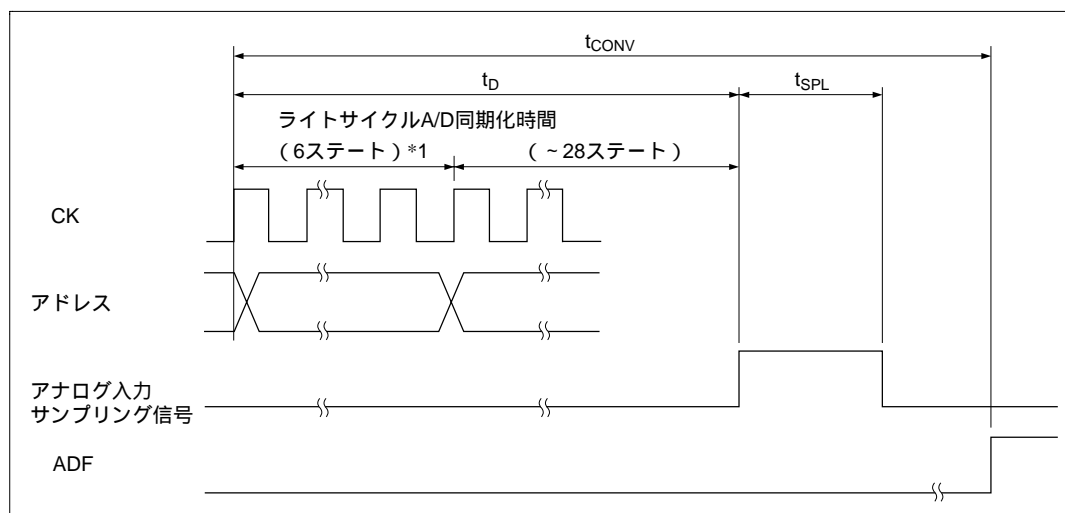 tCONV
tD
tSPL
ライトサイクルA/D同期化時間
(6ステート)*1
(~28ステート)
CK
アドレス
アナログ入力
サンプリング信号
ADF